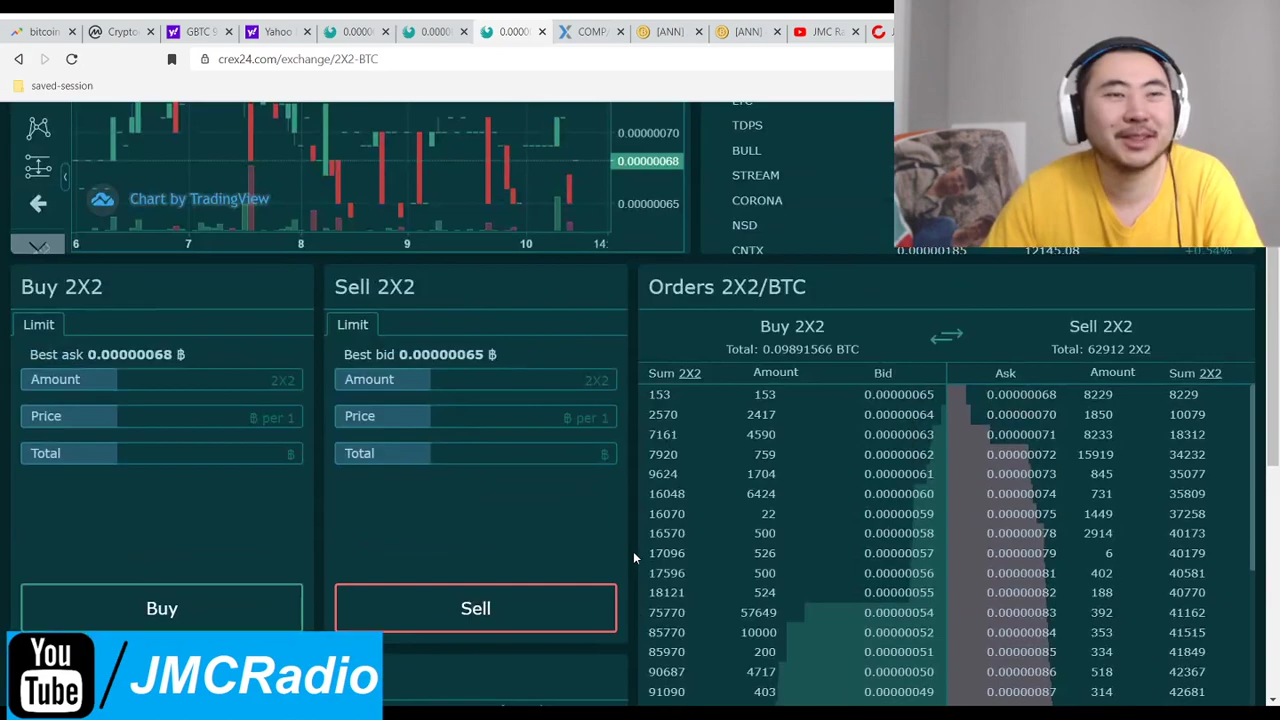 bitcoin
Crypto
GBTC S
Yahoo
0.0000
0.0000
0.0000
COMPA
[ANN]
[ANN]
JMC Ra
crex24.com/exchange/2X2-BTC
saved-session
0.00000070
0.00000068
0.00000065
Chart by TradingView
6 7 8 9 10 14:
LTC
TDPS
BULL
STREAM
CORONA
NSD
CNTX 0.00000185 12145.08 +0.54%
Buy 2X2
Limit
Best ask 0.00000068 ฿
Amount 2X2
Price ฿ per 1
Total ฿
Buy
Sell 2X2
Limit
Best bid 0.00000065 ฿
Amount 2X2
Price ฿ per 1
Total ฿
Sell
Orders 2X2/BTC
Buy 2X2 Sell 2X2
Total: 0.09891566 BTC Total: 62912 2X2
Sum 2X2 Amount Bid Ask Amount Sum 2X2
153 153 0.00000065 0.00000068 8229 8229
2570 2417 0.00000064 0.00000070 1850 10079
7161 4590 0.00000063 0.00000071 8233 18312
7920 759 0.00000062 0.00000072 15919 34232
9624 1704 0.00000061 0.00000073 845 35077
16048 6424 0.00000060 0.00000074 731 35809
16070 22 0.00000059 0.00000075 1449 37258
16570 500 0.00000058 0.00000078 2914 40173
17096 526 0.00000057 0.00000079 6 40179
17596 500 0.00000056 0.00000081 402 40581
18121 524 0.00000055 0.00000082 188 40770
75770 57649 0.00000054 0.00000083 392 41162
85770 10000 0.00000052 0.00000084 353 41515
85970 200 0.00000051 0.00000085 334 41849
90687 4717 0.00000050 0.00000086 518 42367
91090 403 0.00000049 0.00000087 314 42681
You
Tube
/JMCRadio